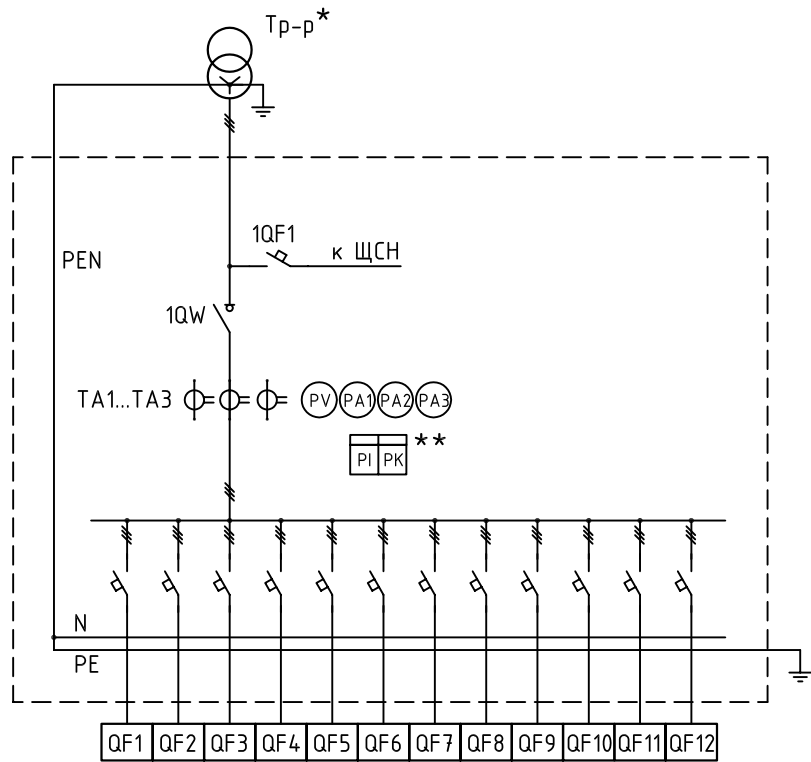 Тр-р*
1QF1
к ЩСН
PEN
1QW
TA1...TA3 PV PA1 PA2 PA3
PI PK **
N
PE
QF1 QF2 QF3 QF4 QF5 QF6 QF7 QF8 QF9 QF10 QF11 QF12